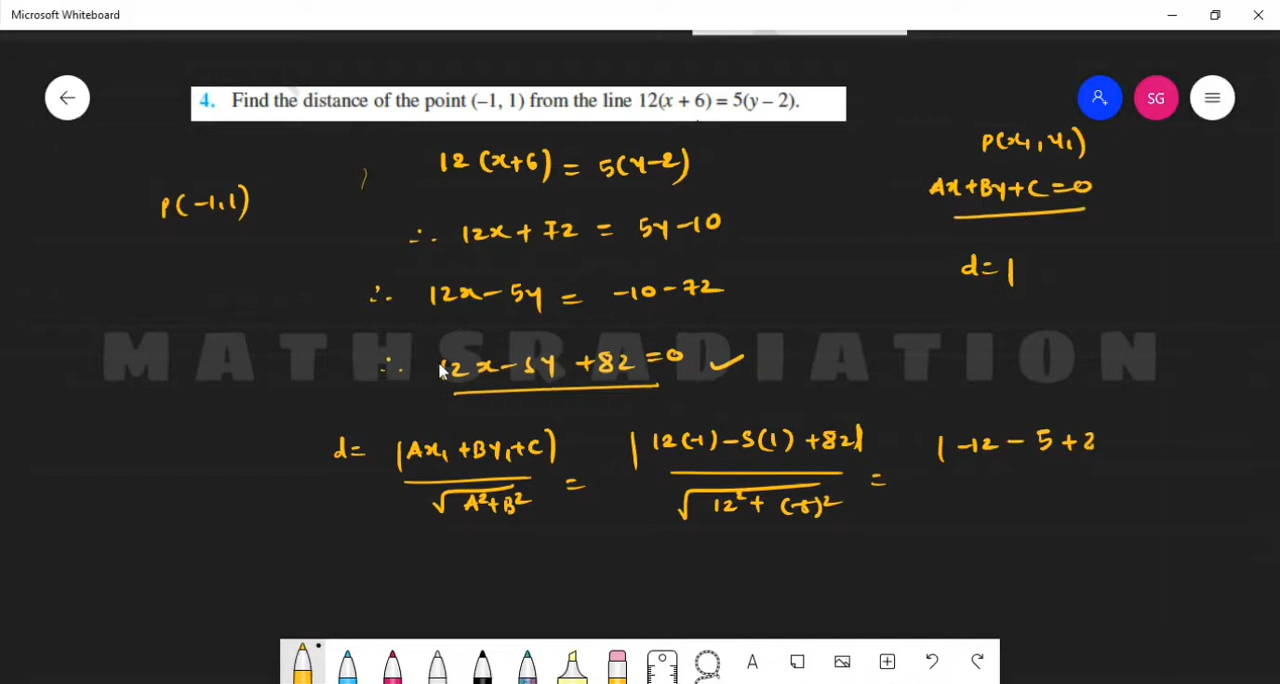 Microsoft Whiteboard
4. Find the distance of the point (–1, 1) from the line 12(x + 6) = 5(y – 2).
SG
P(x₁, y₁)
Ax+By+C=0
d= |
P(-1,1)
12(x+6) = 5(y-2)
∴ 12x+72 = 5y-10
∴ 12x-5y = -10-72
∴ 12x-5y+82=0 ✓
MATHSRADIATION
d= |Ax₁+By₁+C| / √A²+B² = |12(-1)-5(1)+82| / √12²+(-5)² = |-12-5+8
A